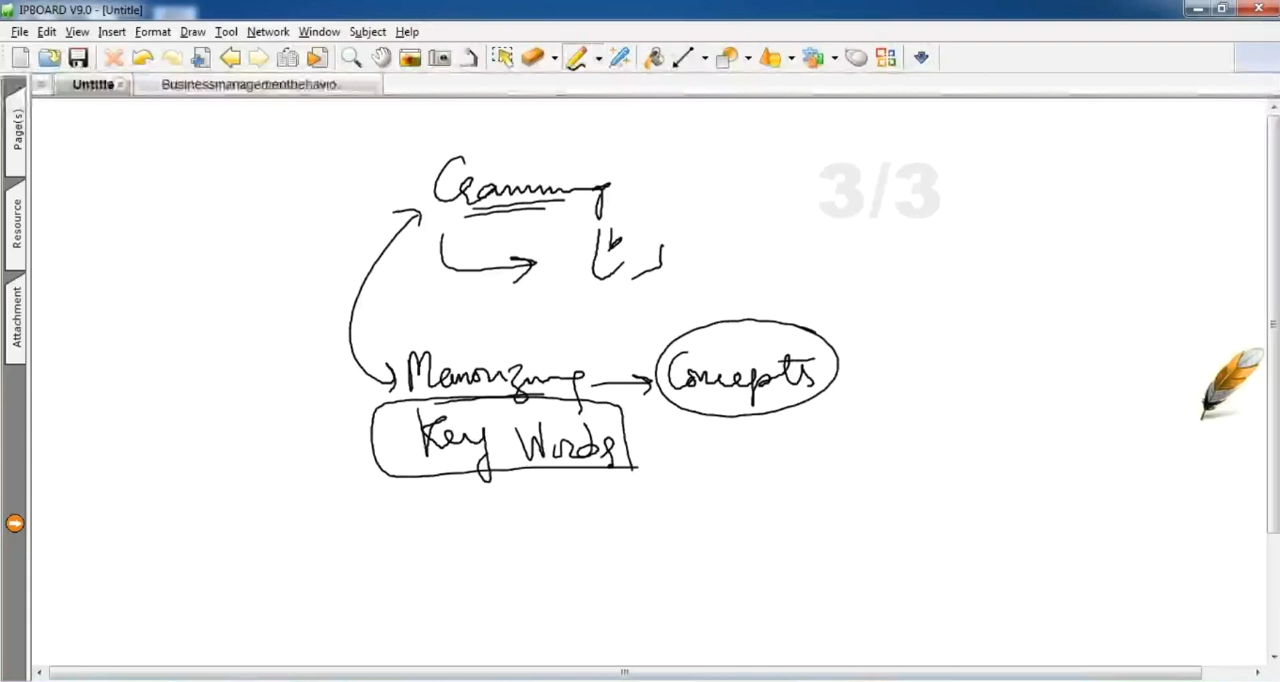 IPBOARD V9.0 - [Untitle]
File Edit View Insert Format Draw Tool Network Window Subject Help
Untitle Businessmanagementbehavio
Page(s)
Resource
Attachment
3/3
Cramming
Memorizing → Concepts
Key Words